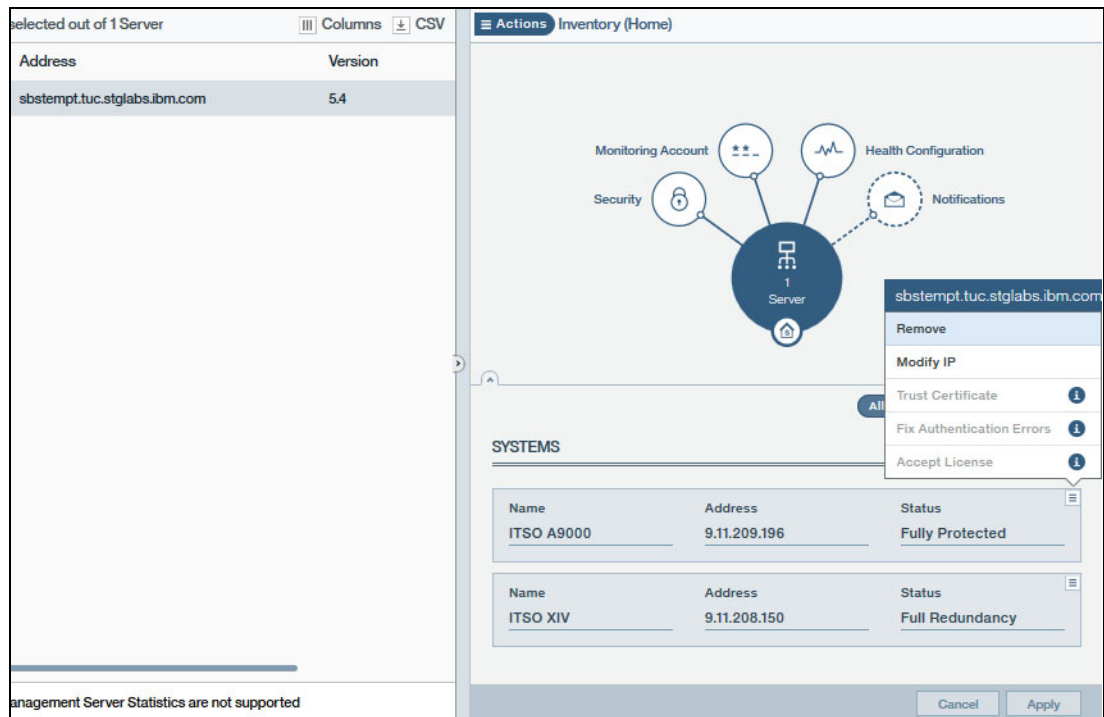 selected out of 1 Server
Columns
CSV
Actions
Inventory (Home)
Address
Version
sbstempt.tuc.stglabs.ibm.com
5.4
Monitoring Account
Health Configuration
Security
Notifications
1
Server
sbstempt.tuc.stglabs.ibm.com
Remove
Modify IP
Trust Certificate
Fix Authentication Errors
Accept License
All
SYSTEMS
Name
Address
Status
ITSO A9000
9.11.209.196
Fully Protected
Name
Address
Status
ITSO XIV
9.11.208.150
Full Redundancy
anagement Server Statistics are not supported
Cancel
Apply